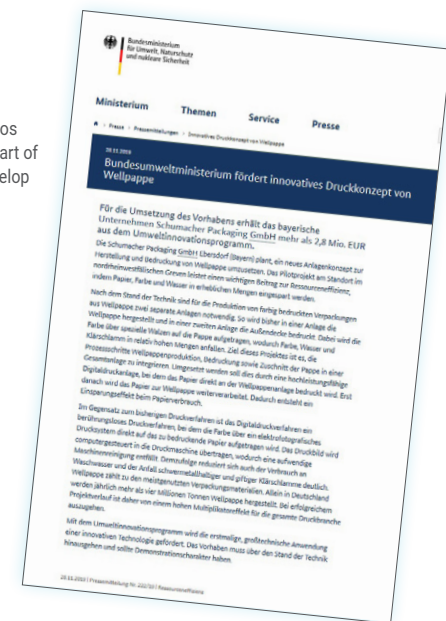 os
art of
elop
Bundesministerium
für Umwelt, Naturschutz
und nukleare Sicherheit
Ministerium Themen Service Presse
> Presse > Pressemitteilungen > Innovatives Druckkonzept von Wellpappe
28.11.2019
Bundesumweltministerium fördert innovatives Druckkonzept von
Wellpappe
Für die Umsetzung des Vorhabens erhält das bayerische
Unternehmen Schumacher Packaging GmbH mehr als 2,8 Mio. EUR
aus dem Umweltinnovationsprogramm.
Die Schumacher Packaging GmbH Ebersdorf (Bayern) plant, ein neues Anlagenkonzept zur
Herstellung und Bedruckung von Wellpappe umzusetzen. Das Pilotprojekt am Standort im
nordrheinwestfälischen Greven leistet einen wichtigen Beitrag zur Ressourceneffizienz,
indem Papier, Farbe und Wasser in erheblichen Mengen eingespart werden.
Nach dem Stand der Technik sind für die Produktion von farbig bedruckten Verpackungen
aus Wellpappe zwei separate Anlagen notwendig. So wird bisher in einer Anlage die
Wellpappe hergestellt und in einer zweiten Anlage die Außendecke bedruckt. Dabei wird die
Farbe über spezielle Walzen auf die Pappe aufgetragen, wodurch Farbe, Wasser und
Klärschlamm in relativ hohen Mengen anfallen. Ziel dieses Projektes ist es, die
Prozessschritte Wellpappenproduktion, Bedruckung sowie Zuschnitt der Pappe in einer
Gesamtanlage zu integrieren. Umgesetzt werden soll dies durch eine hochleistungsfähige
Digitaldruckanlage, bei dem das Papier direkt an der Wellpappenanlage bedruckt wird. Erst
danach wird das Papier zur Wellpappe weiterverarbeitet. Dadurch entsteht ein
Einsparungseffekt beim Papierverbrauch.
Im Gegensatz zum bisherigen Druckverfahren ist das Digitaldruckverfahren ein
berührungsloses Druckverfahren, bei dem die Farbe über ein elektrofotografisches
Drucksystem direkt auf das zu bedruckende Papier aufgetragen wird. Das Druckbild wird
computergesteuert in die Druckmaschine übertragen, wodurch eine aufwendige
Maschinenreinigung entfällt. Demzufolge reduziert sich auch der Verbrauch an
Waschwasser und der Anfall schwermetallhaltiger und giftiger Klärschlamme deutlich.
Wellpappe zählt zu den meistgenutzten Verpackungsmaterialien. Allein in Deutschland
werden jährlich mehr als vier Millionen Tonnen Wellpappe hergestellt. Bei erfolgreichem
Projektverlauf ist daher von einem hohen Multiplikatoreffekt für die gesamte Druckbranche
auszugehen.
Mit dem Umweltinnovationsprogramm wird die erstmalige, großtechnische Anwendung
einer innovativen Technologie gefördert. Das Vorhaben muss über den Stand der Technik
hinausgehen und sollte Demonstrationscharakter haben.
28.11.2019 | Pressemitteilung Nr. | Ressourceneffizienz